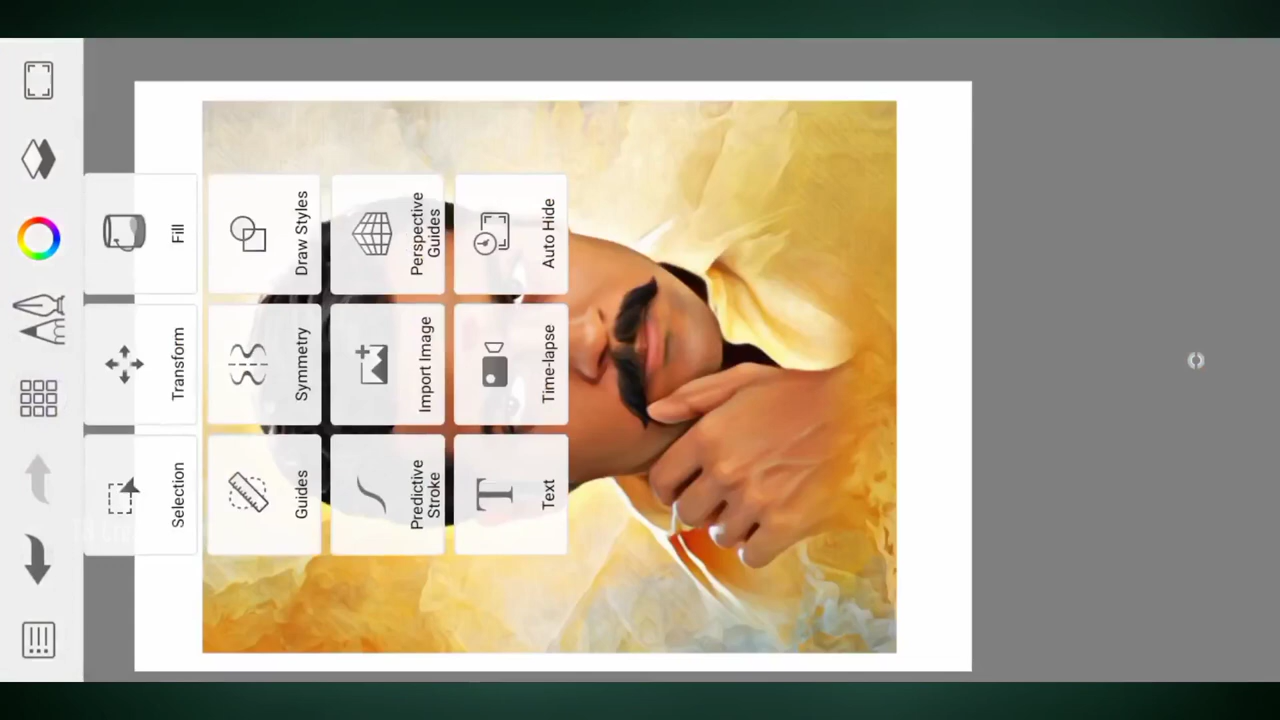 Selection
Transform
Fill
Guides
Symmetry
Draw Styles
Predictive
Stroke
Import Image
Perspective
Guides
Text
Time-lapse
Auto Hide